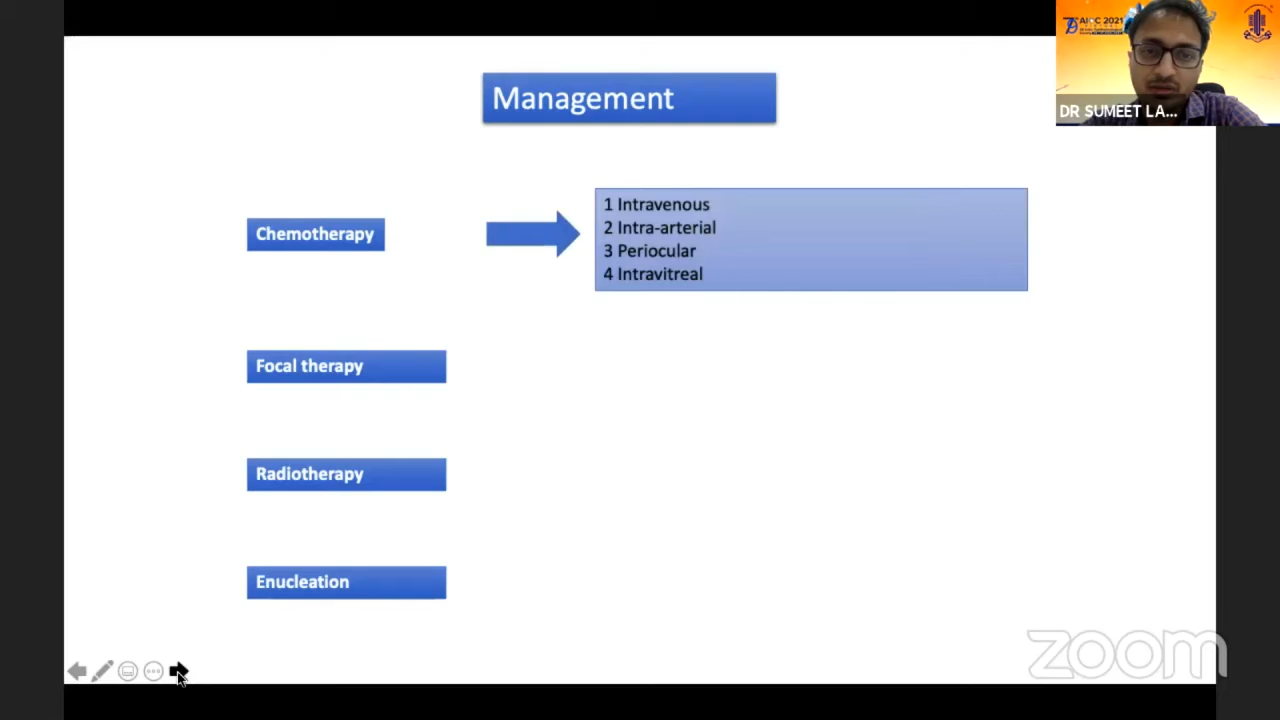 Management
AIOC 2021
DR SUMEET LA...
Chemotherapy
1 Intravenous
2 Intra-arterial
3 Periocular
4 Intravitreal
Focal therapy
Radiotherapy
Enucleation
zoom